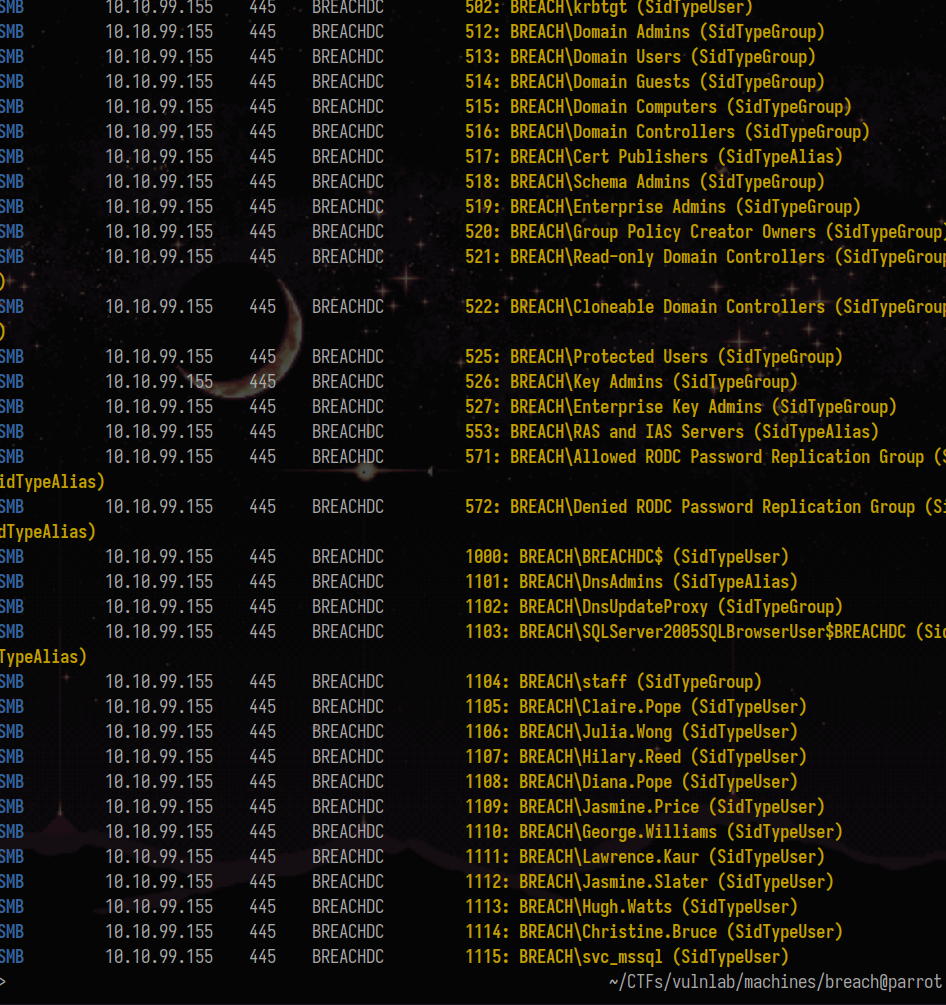 SMB 10.10.99.155 445 BREACHDC 502: BREACH\krbtgt (SidTypeUser)
SMB 10.10.99.155 445 BREACHDC 512: BREACH\Domain Admins (SidTypeGroup)
SMB 10.10.99.155 445 BREACHDC 513: BREACH\Domain Users (SidTypeGroup)
SMB 10.10.99.155 445 BREACHDC 514: BREACH\Domain Guests (SidTypeGroup)
SMB 10.10.99.155 445 BREACHDC 515: BREACH\Domain Computers (SidTypeGroup)
SMB 10.10.99.155 445 BREACHDC 516: BREACH\Domain Controllers (SidTypeGroup)
SMB 10.10.99.155 445 BREACHDC 517: BREACH\Cert Publishers (SidTypeAlias)
SMB 10.10.99.155 445 BREACHDC 518: BREACH\Schema Admins (SidTypeGroup)
SMB 10.10.99.155 445 BREACHDC 519: BREACH\Enterprise Admins (SidTypeGroup)
SMB 10.10.99.155 445 BREACHDC 520: BREACH\Group Policy Creator Owners (SidTypeGroup)
SMB 10.10.99.155 445 BREACHDC 521: BREACH\Read-only Domain Controllers (SidTypeGroup
)
SMB 10.10.99.155 445 BREACHDC 522: BREACH\Cloneable Domain Controllers (SidTypeGroup
)
SMB 10.10.99.155 445 BREACHDC 525: BREACH\Protected Users (SidTypeGroup)
SMB 10.10.99.155 445 BREACHDC 526: BREACH\Key Admins (SidTypeGroup)
SMB 10.10.99.155 445 BREACHDC 527: BREACH\Enterprise Key Admins (SidTypeGroup)
SMB 10.10.99.155 445 BREACHDC 553: BREACH\RAS and IAS Servers (SidTypeAlias)
SMB 10.10.99.155 445 BREACHDC 571: BREACH\Allowed RODC Password Replication Group (S
idTypeAlias)
SMB 10.10.99.155 445 BREACHDC 572: BREACH\Denied RODC Password Replication Group (Si
dTypeAlias)
SMB 10.10.99.155 445 BREACHDC 1000: BREACH\BREACHDC$ (SidTypeUser)
SMB 10.10.99.155 445 BREACHDC 1101: BREACH\DnsAdmins (SidTypeAlias)
SMB 10.10.99.155 445 BREACHDC 1102: BREACH\DnsUpdateProxy (SidTypeGroup)
SMB 10.10.99.155 445 BREACHDC 1103: BREACH\SQLServer2005SQLBrowserUser$BREACHDC (Sid
TypeAlias)
SMB 10.10.99.155 445 BREACHDC 1104: BREACH\staff (SidTypeGroup)
SMB 10.10.99.155 445 BREACHDC 1105: BREACH\Claire.Pope (SidTypeUser)
SMB 10.10.99.155 445 BREACHDC 1106: BREACH\Julia.Wong (SidTypeUser)
SMB 10.10.99.155 445 BREACHDC 1107: BREACH\Hilary.Reed (SidTypeUser)
SMB 10.10.99.155 445 BREACHDC 1108: BREACH\Diana.Pope (SidTypeUser)
SMB 10.10.99.155 445 BREACHDC 1109: BREACH\Jasmine.Price (SidTypeUser)
SMB 10.10.99.155 445 BREACHDC 1110: BREACH\George.Williams (SidTypeUser)
SMB 10.10.99.155 445 BREACHDC 1111: BREACH\Lawrence.Kaur (SidTypeUser)
SMB 10.10.99.155 445 BREACHDC 1112: BREACH\Jasmine.Slater (SidTypeUser)
SMB 10.10.99.155 445 BREACHDC 1113: BREACH\Hugh.Watts (SidTypeUser)
SMB 10.10.99.155 445 BREACHDC 1114: BREACH\Christine.Bruce (SidTypeUser)
SMB 10.10.99.155 445 BREACHDC 1115: BREACH\svc_mssql (SidTypeUser)
> ~/CTFs/vulnlab/machines/breach@parrot